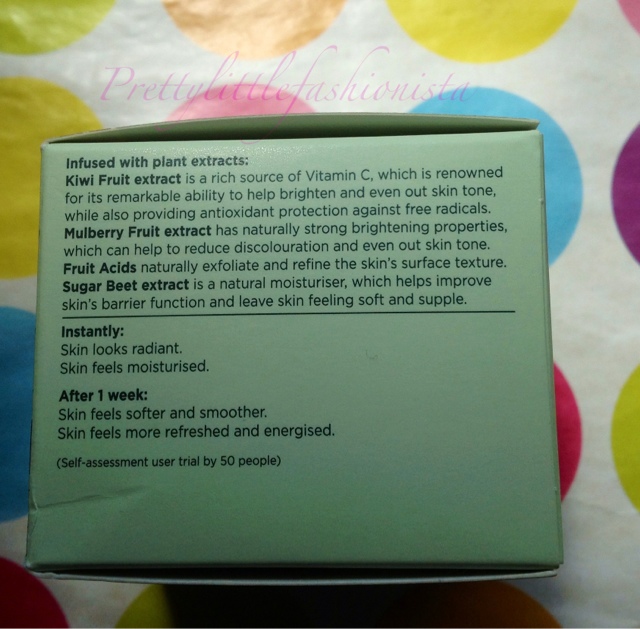 Prettylittlefashionista
Infused with plant extracts:
Kiwi Fruit extract is a rich source of Vitamin C, which is renowned
for its remarkable ability to help brighten and even out skin tone,
while also providing antioxidant protection against free radicals.
Mulberry Fruit extract has naturally strong brightening properties,
which can help to reduce discolouration and even out skin tone.
Fruit Acids naturally exfoliate and refine the skin's surface texture.
Sugar Beet extract is a natural moisturiser, which helps improve
skin's barrier function and leave skin feeling soft and supple.
Instantly:
Skin looks radiant.
Skin feels moisturised.
After 1 week:
Skin feels softer and smoother.
Skin feels more refreshed and energised.
(Self-assessment user trial by 50 people)